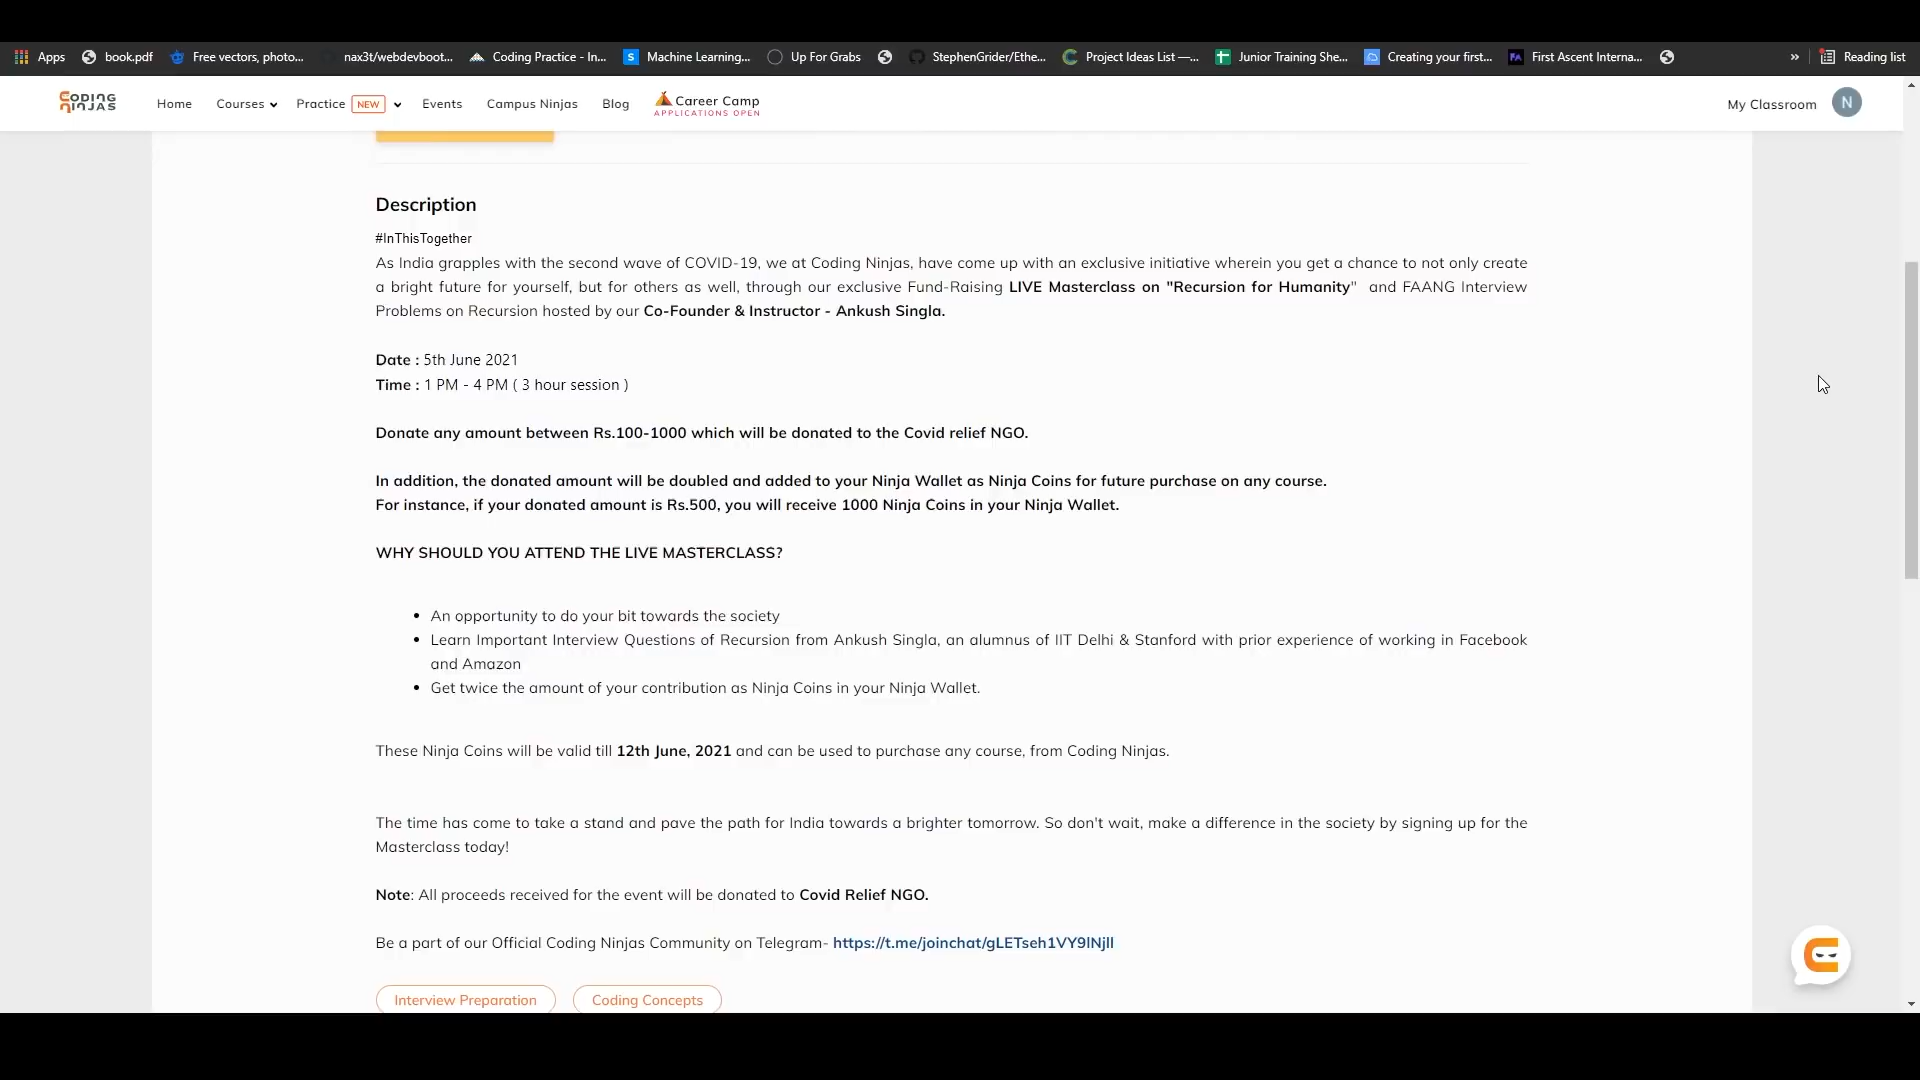 Apps book.pdf Free vectors, photo... nax3t/webdevboot... Coding Practice - In... S Machine Learning... Up For Grabs StephenGrider/Ethe... Project Ideas List —... Junior Training She... Creating your first... FA First Ascent Interna... » Reading list
CODING NINJAS Home Courses Practice NEW Events Campus Ninjas Blog Career Camp My Classroom N
APPLICATIONS OPEN
Description
#InThisTogether
As India grapples with the second wave of COVID-19, we at Coding Ninjas, have come up with an exclusive initiative wherein you get a chance to not only create
a bright future for yourself, but for others as well, through our exclusive Fund-Raising LIVE Masterclass on "Recursion for Humanity" and FAANG Interview
Problems on Recursion hosted by our Co-Founder & Instructor - Ankush Singla.
Date : 5th June 2021
Time : 1 PM - 4 PM ( 3 hour session )
Donate any amount between Rs.100-1000 which will be donated to the Covid relief NGO.
In addition, the donated amount will be doubled and added to your Ninja Wallet as Ninja Coins for future purchase on any course.
For instance, if your donated amount is Rs.500, you will receive 1000 Ninja Coins in your Ninja Wallet.
WHY SHOULD YOU ATTEND THE LIVE MASTERCLASS?
• An opportunity to do your bit towards the society
• Learn Important Interview Questions of Recursion from Ankush Singla, an alumnus of IIT Delhi & Stanford with prior experience of working in Facebook
and Amazon
• Get twice the amount of your contribution as Ninja Coins in your Ninja Wallet.
These Ninja Coins will be valid till 12th June, 2021 and can be used to purchase any course, from Coding Ninjas.
The time has come to take a stand and pave the path for India towards a brighter tomorrow. So don't wait, make a difference in the society by signing up for the
Masterclass today!
Note: All proceeds received for the event will be donated to Covid Relief NGO.
Be a part of our Official Coding Ninjas Community on Telegram- https://t.me/joinchat/gLETseh1VY9lNjll
Interview Preparation Coding Concepts